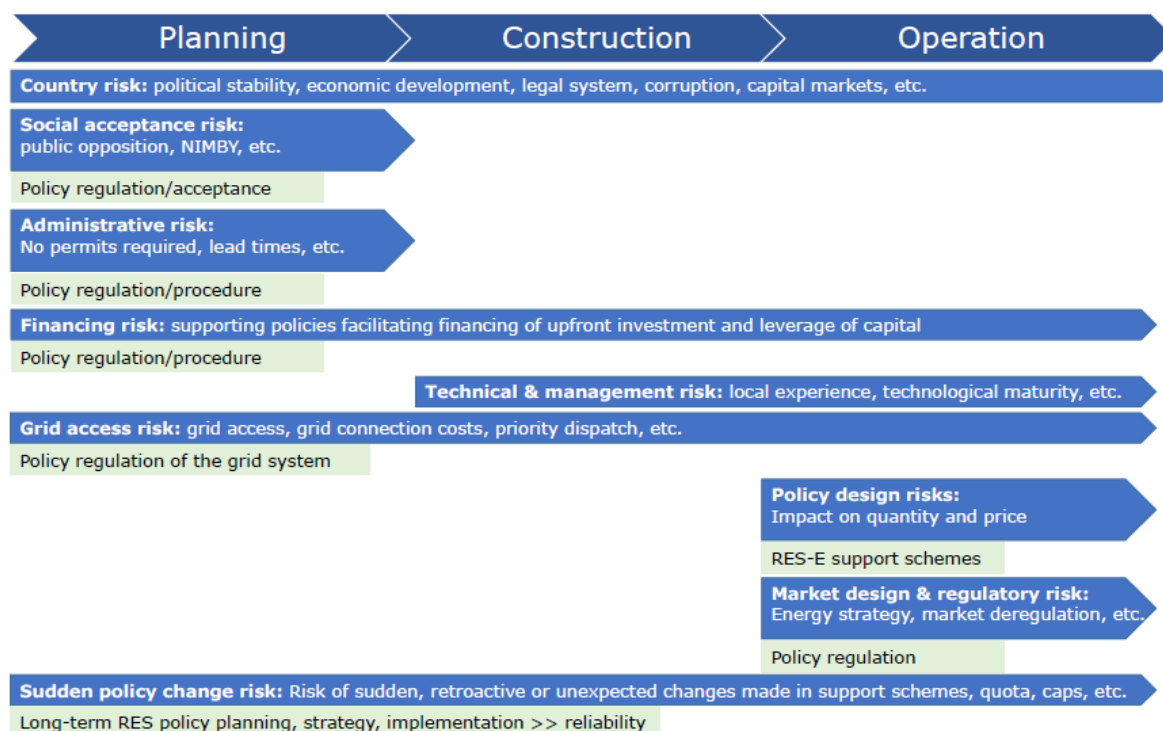 Planning
Construction
Operation
Country risk: political stability, economic development, legal system, corruption, capital markets, etc.
Social acceptance risk:
public opposition, NIMBY, etc.
Policy regulation/acceptance
Administrative risk:
No permits required, lead times, etc.
Policy regulation/procedure
Financing risk: supporting policies facilitating financing of upfront investment and leverage of capital
Policy regulation/procedure
Technical & management risk: local experience, technological maturity, etc.
Grid access risk: grid access, grid connection costs, priority dispatch, etc.
Policy regulation of the grid system
Policy design risks:
Impact on quantity and price
RES-E support schemes
Market design & regulatory risk:
Energy strategy, market deregulation, etc.
Policy regulation
Sudden policy change risk: Risk of sudden, retroactive or unexpected changes made in support schemes, quota, caps, etc.
Long-term RES policy planning, strategy, implementation >> reliability